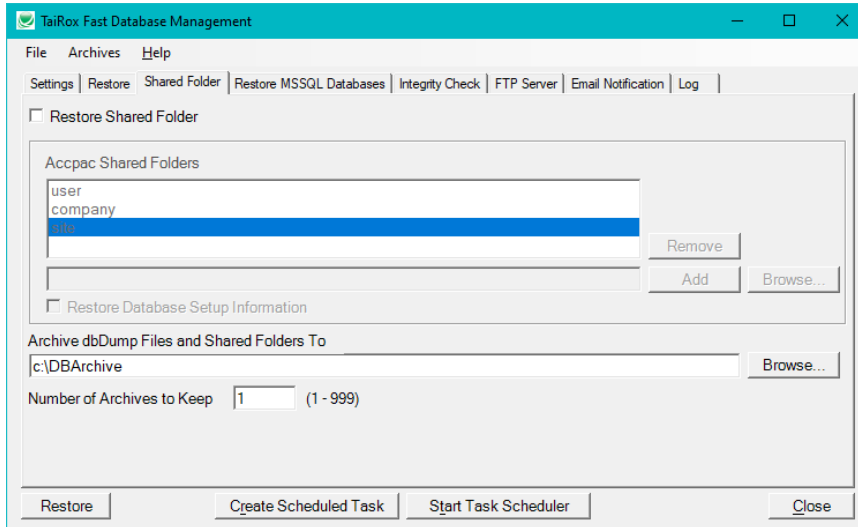 TaiRox Fast Database Management
File Archives Help
Settings Restore Shared Folder Restore MSSQL Databases Integrity Check FTP Server Email Notification Log
Restore Shared Folder
Accpac Shared Folders
user
company
site
Remove
Add Browse...
Restore Database Setup Information
Archive dbDump Files and Shared Folders To
c:\DBArchive Browse...
Number of Archives to Keep 1 (1 - 999)
Restore Create Scheduled Task Start Task Scheduler Close